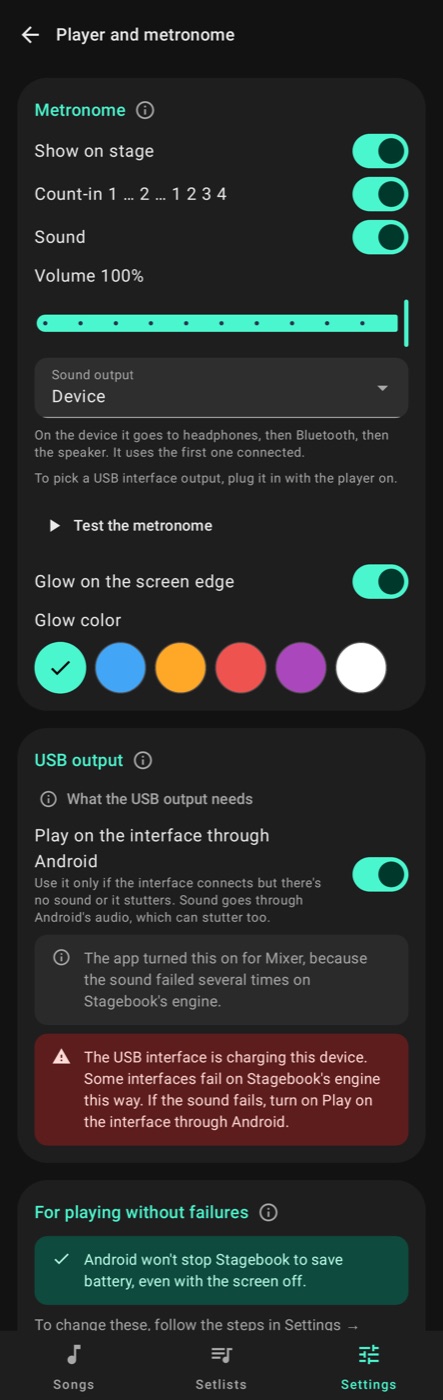 Player and metronome
Metronome
Show on stage
Count-in 1 … 2 … 1 2 3 4
Sound
Volume 100%
Sound output
Device
On the device it goes to headphones, then Bluetooth, then
the speaker. It uses the first one connected.
To pick a USB interface output, plug it in with the player on.
Test the metronome
Glow on the screen edge
Glow color
USB output
What the USB output needs
Play on the interface through
Android
Use it only if the interface connects but there's
no sound or it stutters. Sound goes through
Android's audio, which can stutter too.
The app turned this on for Mixer, because
the sound failed several times on
Stagebook's engine.
The USB interface is charging this device.
Some interfaces fail on Stagebook's engine
this way. If the sound fails, turn on Play on
the interface through Android.
For playing without failures
Android won't stop Stagebook to save
battery, even with the screen off.
To change these, follow the steps in Settings →
Songs
Setlists
Settings